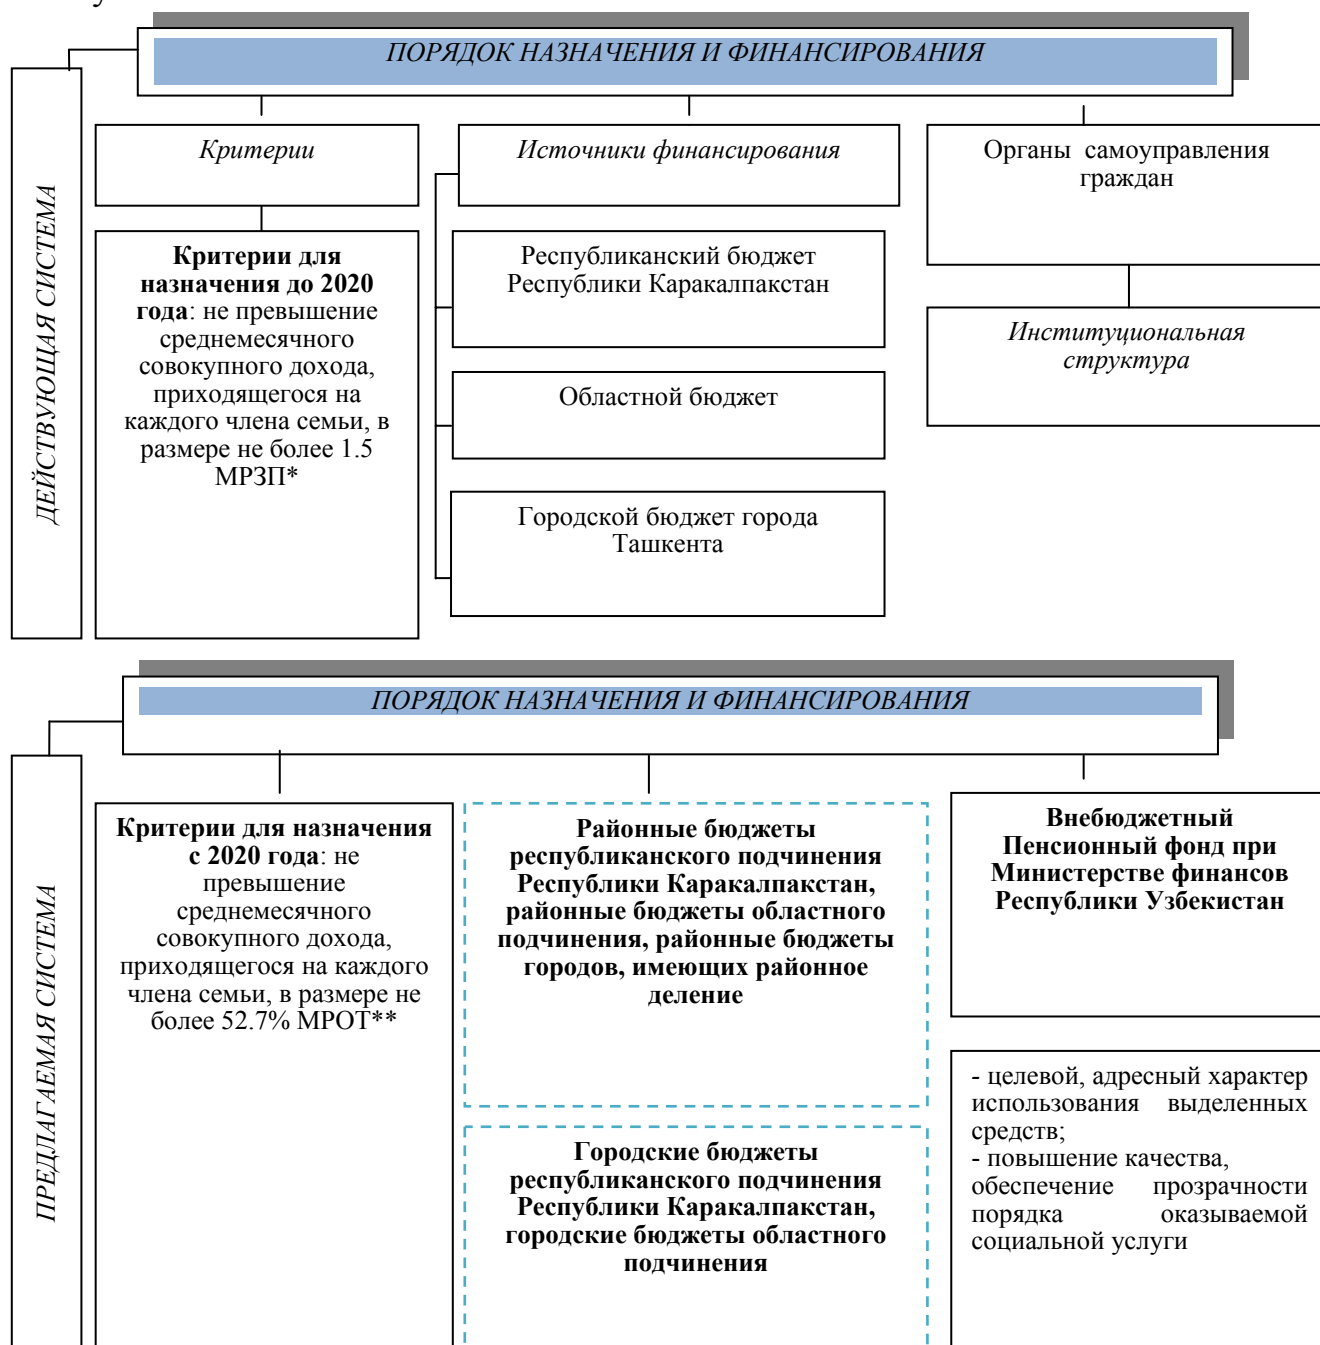 ПОРЯДОК НАЗНАЧЕНИЯ И ФИНАНСИРОВАНИЯ
ДЕЙСТВУЮЩАЯ СИСТЕМА
Критерии
Критерии для
назначения до 2020
года: не превышение
среднемесячного
совокупного дохода,
приходящегося на
каждого члена семьи, в
размере не более 1.5
МРЗП*
Источники финансирования
Республиканский бюджет
Республики Каракалпакстан
Областной бюджет
Городской бюджет города
Ташкента
Органы самоуправления
граждан
Институциональная
структура
ПОРЯДОК НАЗНАЧЕНИЯ И ФИНАНСИРОВАНИЯ
ПРЕДЛАГАЕМАЯ СИСТЕМА
Критерии для назначения
с 2020 года: не
превышение
среднемесячного
совокупного дохода,
приходящегося на каждого
члена семьи, в размере не
более 52.7% МРОТ**
Районные бюджеты
республиканского подчинения
Республики Каракалпакстан,
районные бюджеты областного
подчинения, районные бюджеты
городов, имеющих районное
деление
Городские бюджеты
республиканского подчинения
Республики Каракалпакстан,
городские бюджеты областного
подчинения
Внебюджетный
Пенсионный фонд при
Министерстве финансов
Республики Узбекистан
- целевой, адресный характер
использования выделенных
средств;
- повышение качества,
обеспечение прозрачности
порядка оказываемой
социальной услуги